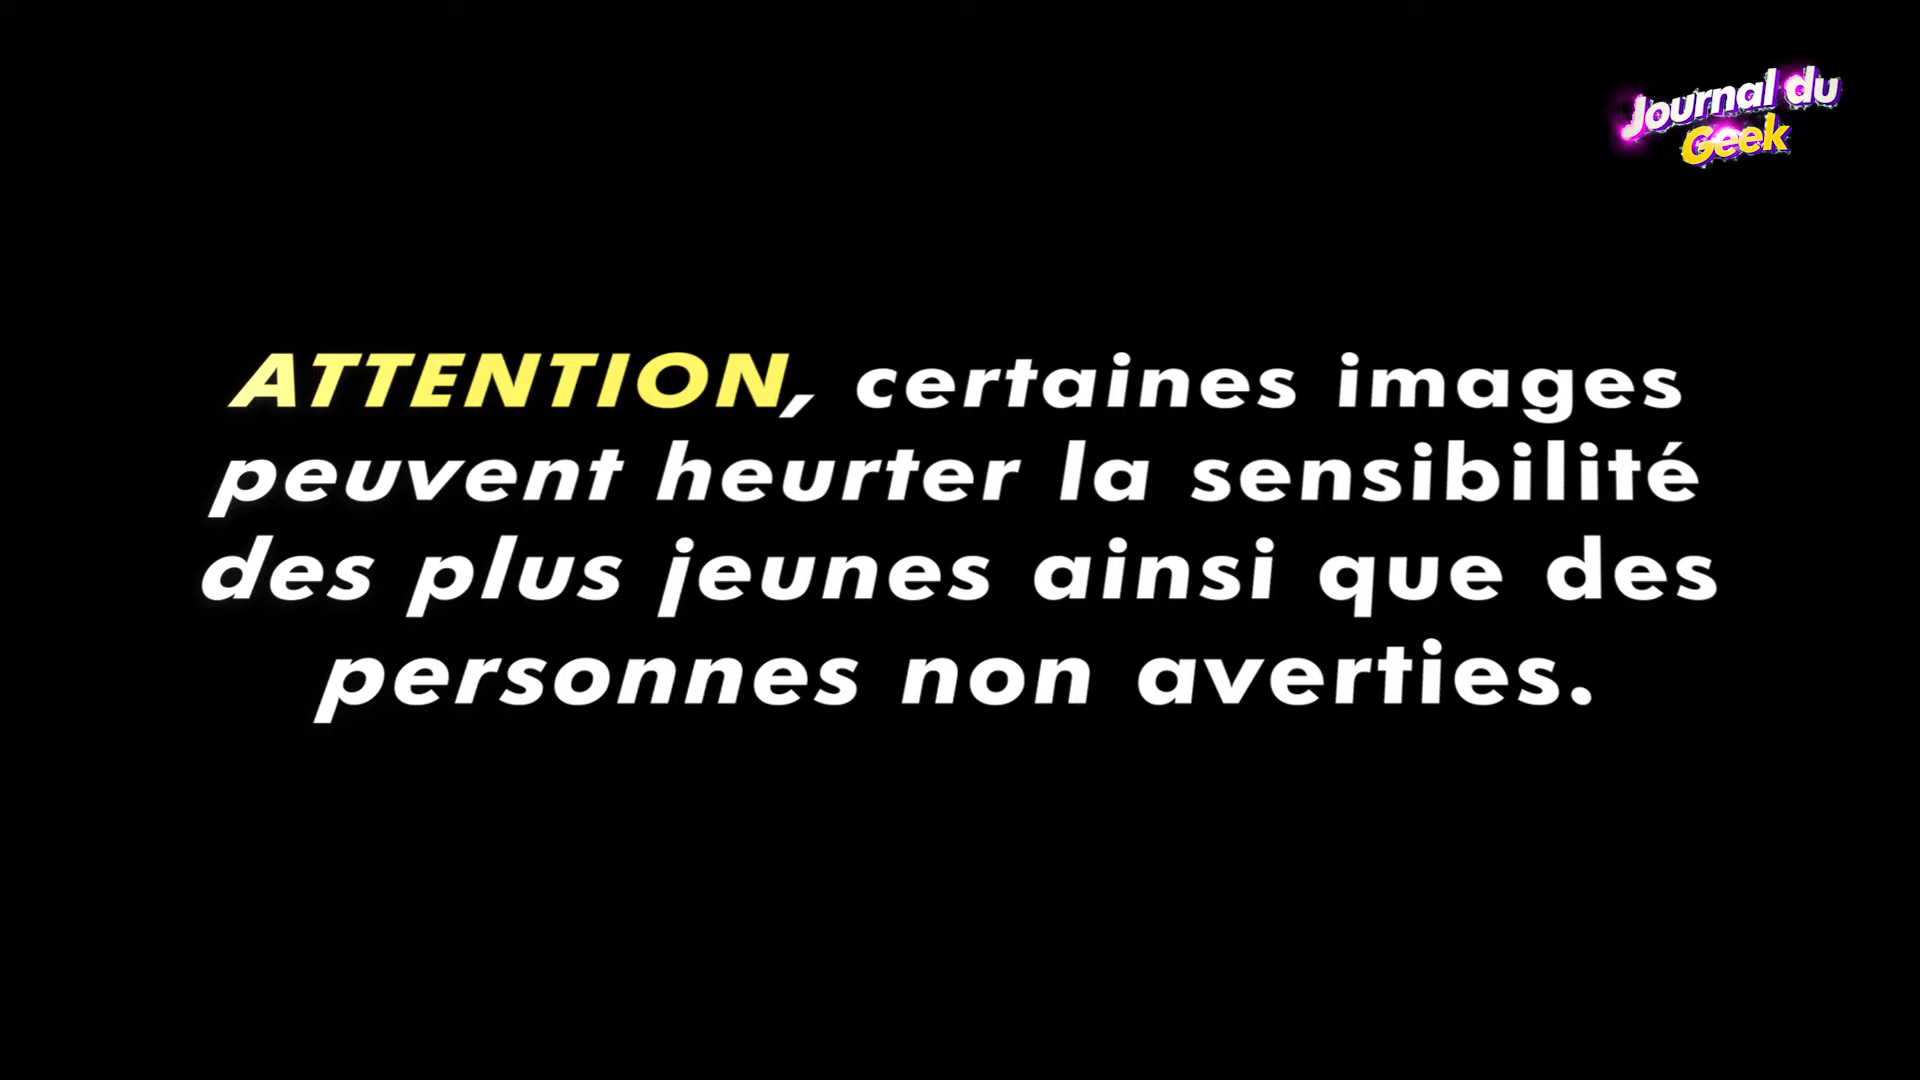 Journal du
Geek
ATTENTION, certaines images
peuvent heurter la sensibilité
des plus jeunes ainsi que des
personnes non averties.